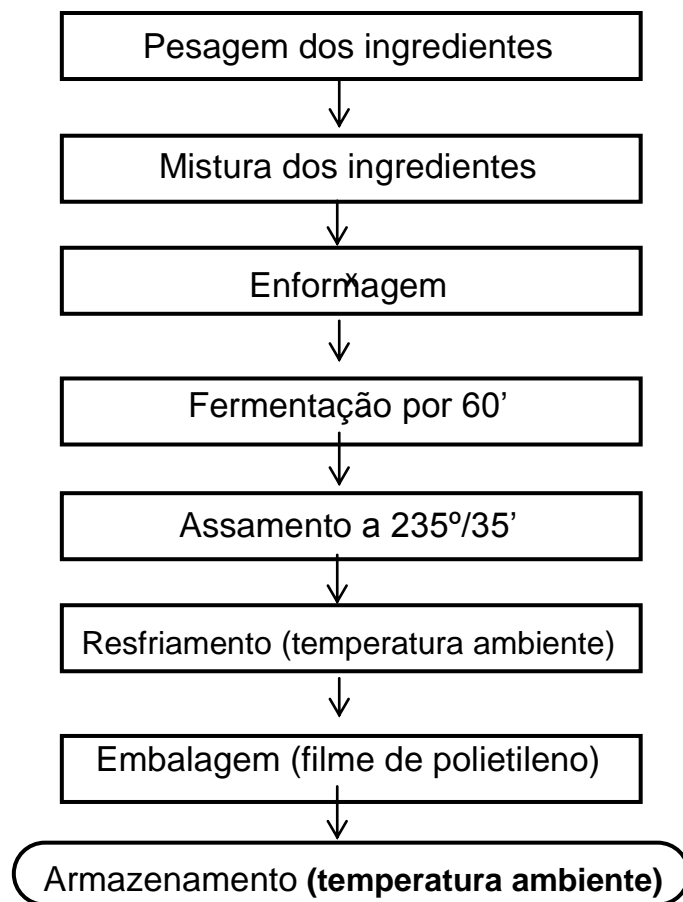 Pesagem dos ingredientes
Mistura dos ingredientes
Enformagem
x
Fermentação por 60’
Assamento a 235º/35’
Resfriamento (temperatura ambiente)
Embalagem (filme de polietileno)
Armazenamento (temperatura ambiente)